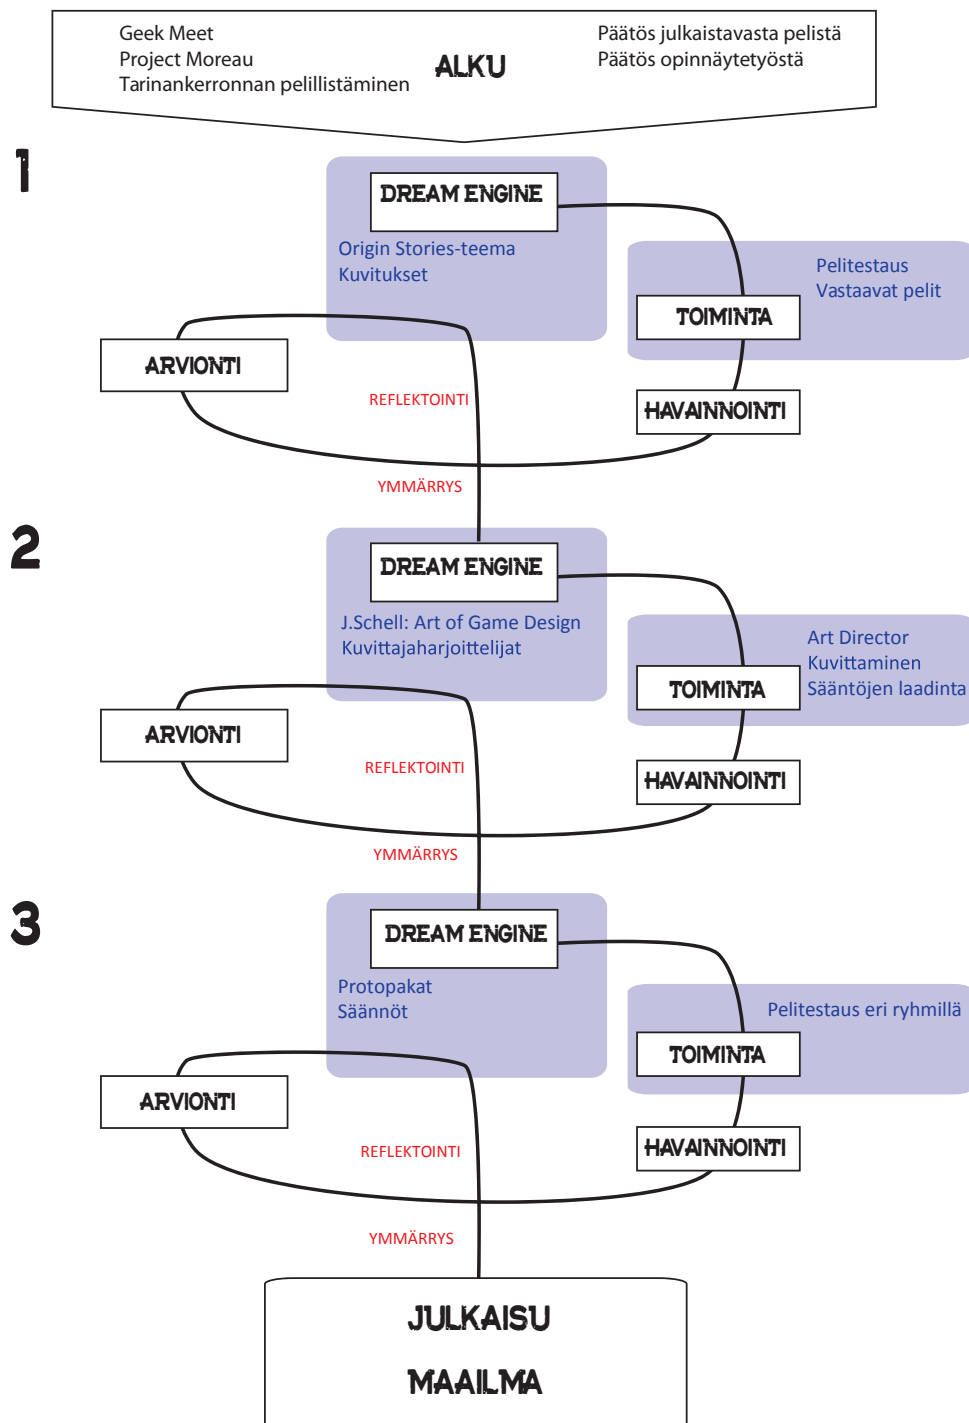 Geek Meet
Project Moreau
Tarinankerronnan pelillistäminen
ALKU
Päätös julkaistavasta pelistä
Päätös opinnäytetyöstä
1
DREAM ENGINE
Origin Stories-teema
Kuvitukset
Pelitestaus
Vastaavat pelit
TOIMINTA
ARVIONTI
HAVAINNOINTI
REFLEKTOINTI
YMMÄRRYS
2
DREAM ENGINE
J.Schell: Art of Game Design
Kuvittajaharjoittelijat
Art Director
Kuvittaminen
Sääntöjen laadinta
TOIMINTA
ARVIONTI
HAVAINNOINTI
REFLEKTOINTI
YMMÄRRYS
3
DREAM ENGINE
Protopakat
Säännöt
Pelitestaus eri ryhmillä
TOIMINTA
ARVIONTI
HAVAINNOINTI
REFLEKTOINTI
YMMÄRRYS
JULKAISU
MAAILMA